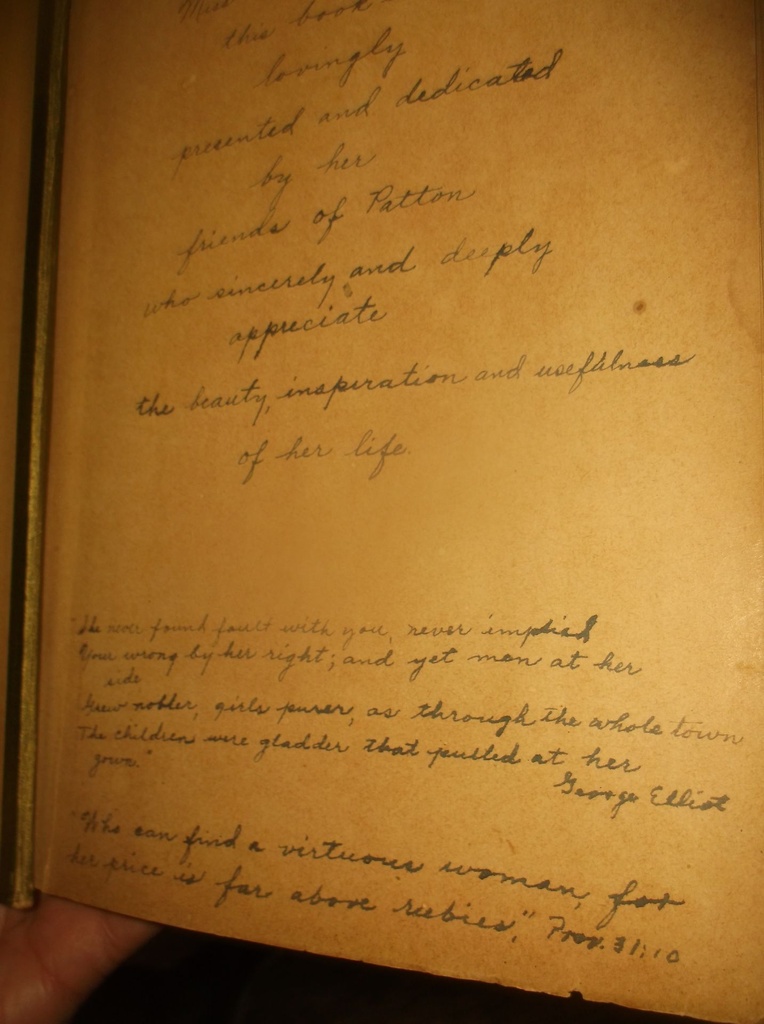 Miss
this book -
lovingly
presented and dedicated
by her
friends of Patton
who sincerely and deeply
appreciate
the beauty, inspiration and usefulness
of her life.
"She never found fault with you, never implied
Your wrong by her right; and yet men at her
side
Grew nobler, girls purer, as through the whole town
The children were gladder that pulled at her
gown."
George Elliot
"Who can find a virtuous woman, for
her price is far above rubies," Prov. 31:10